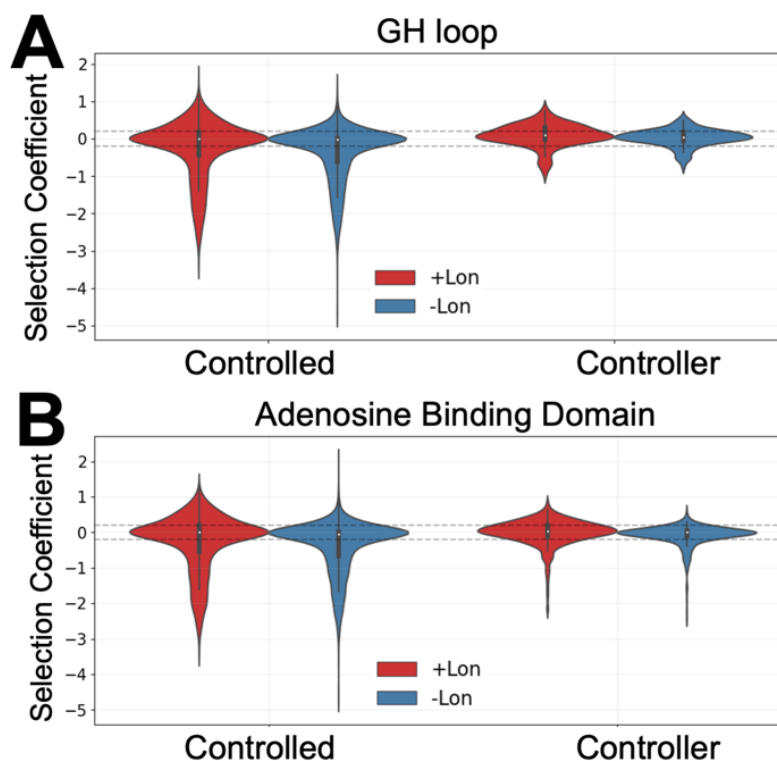 A
GH loop
Selection Coefficient
2
1
0
−1
−2
−3
−4
−5
+Lon
-Lon
Controlled Controller
B
Adenosine Binding Domain
Selection Coefficient
2
1
0
−1
−2
−3
−4
−5
+Lon
-Lon
Controlled Controller